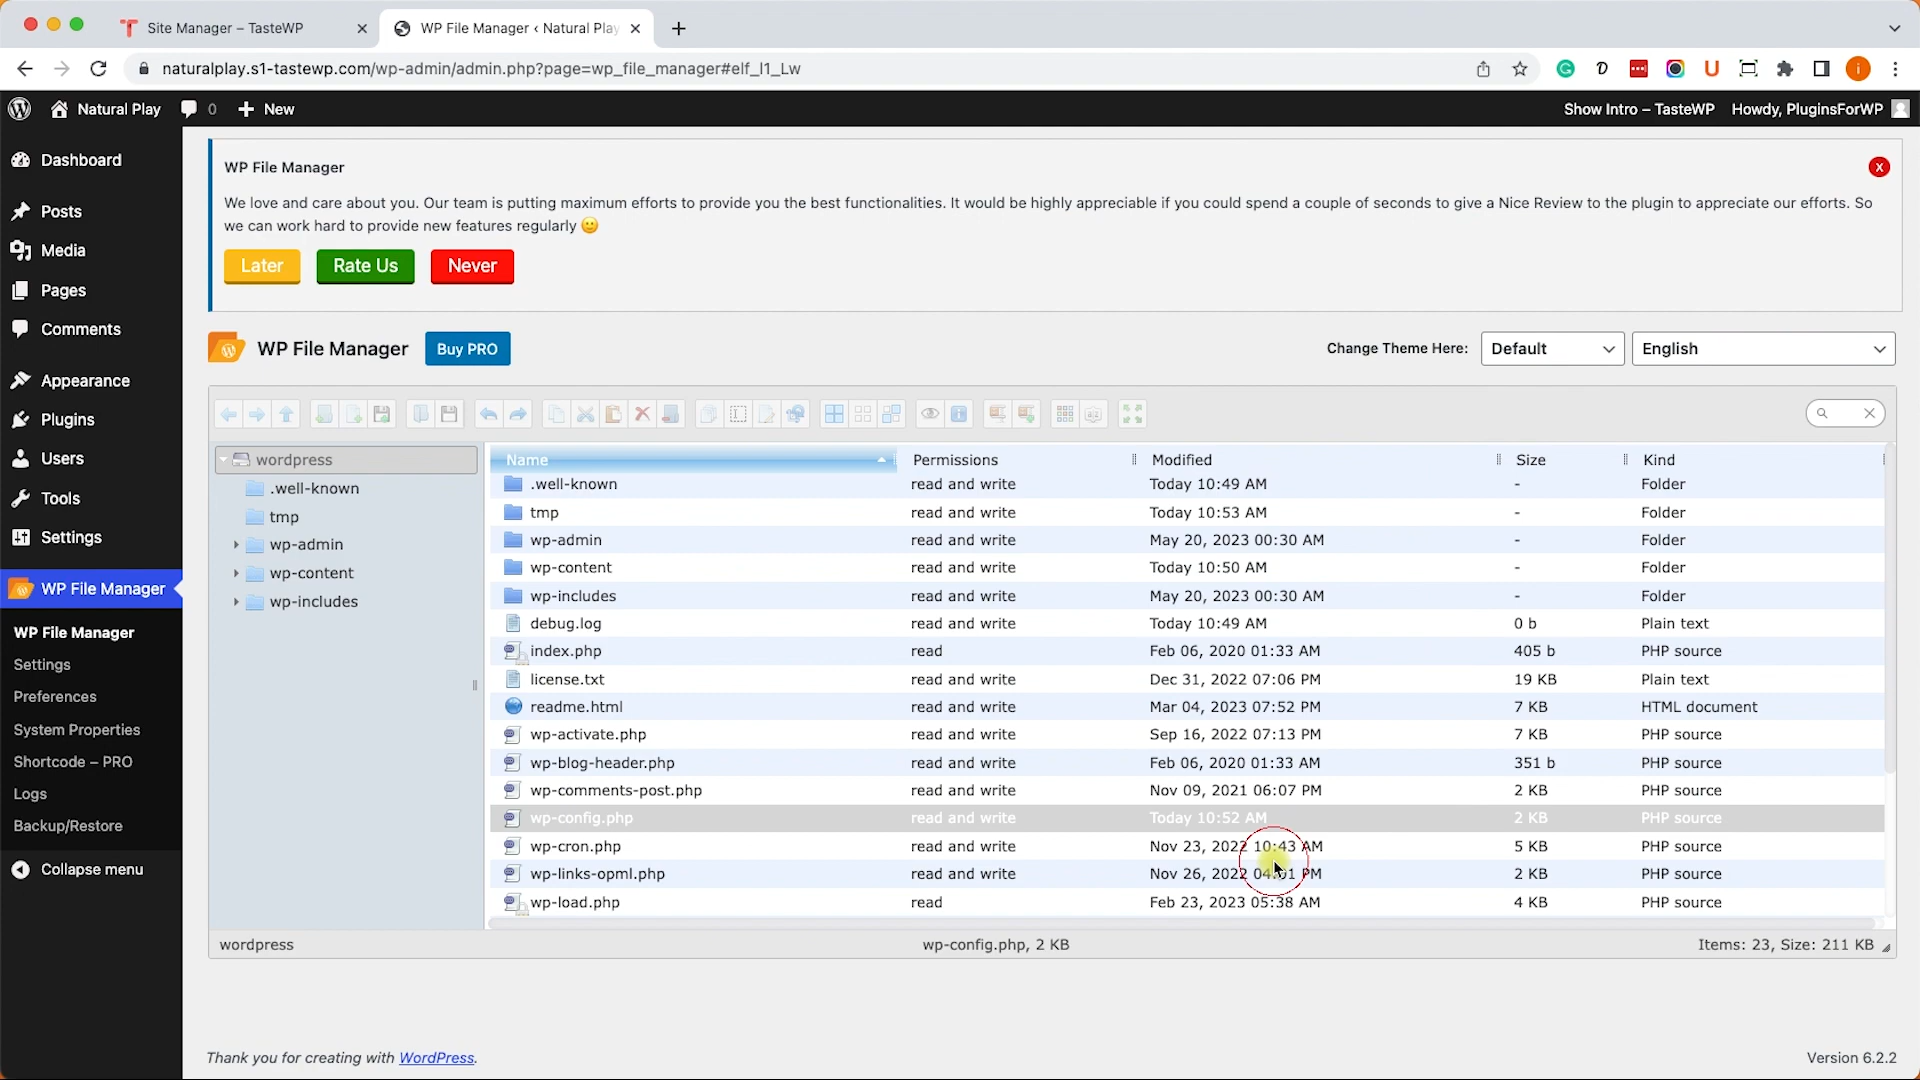 Site Manager – TasteWP
WP File Manager ‹ Natural Play
naturalplay.s1-tastewp.com/wp-admin/admin.php?page=wp_file_manager#elf_l1_Lw
Natural Play 0 New Show Intro – TasteWP Howdy, PluginsForWP
Dashboard
Posts
Media
Pages
Comments
Appearance
Plugins
Users
Tools
Settings
WP File Manager
WP File Manager
Settings
Preferences
System Properties
Shortcode – PRO
Logs
Backup/Restore
Collapse menu
WP File Manager
We love and care about you. Our team is putting maximum efforts to provide you the best functionalities. It would be highly appreciable if you could spend a couple of seconds to give a Nice Review to the plugin to appreciate our efforts. So
we can work hard to provide new features regularly 🙂
Later Rate Us Never
WP File Manager Buy PRO Change Theme Here: Default English
wordpress
.well-known
tmp
wp-admin
wp-content
wp-includes
Name Permissions Modified Size Kind
.well-known read and write Today 10:49 AM - Folder
tmp read and write Today 10:53 AM - Folder
wp-admin read and write May 20, 2023 00:30 AM - Folder
wp-content read and write Today 10:50 AM - Folder
wp-includes read and write May 20, 2023 00:30 AM - Folder
debug.log read and write Today 10:49 AM 0 b Plain text
index.php read Feb 06, 2020 01:33 AM 405 b PHP source
license.txt read and write Dec 31, 2022 07:06 PM 19 KB Plain text
readme.html read and write Mar 04, 2023 07:52 PM 7 KB HTML document
wp-activate.php read and write Sep 16, 2022 07:13 PM 7 KB PHP source
wp-blog-header.php read and write Feb 06, 2020 01:33 AM 351 b PHP source
wp-comments-post.php read and write Nov 09, 2021 06:07 PM 2 KB PHP source
wp-config.php read and write Today 10:52 AM 2 KB PHP source
wp-cron.php read and write Nov 23, 2022 10:43 AM 5 KB PHP source
wp-links-opml.php read and write Nov 26, 2022 04:01 PM 2 KB PHP source
wp-load.php read Feb 23, 2023 05:38 AM 4 KB PHP source
wordpress wp-config.php, 2 KB Items: 23, Size: 211 KB
Thank you for creating with WordPress. Version 6.2.2